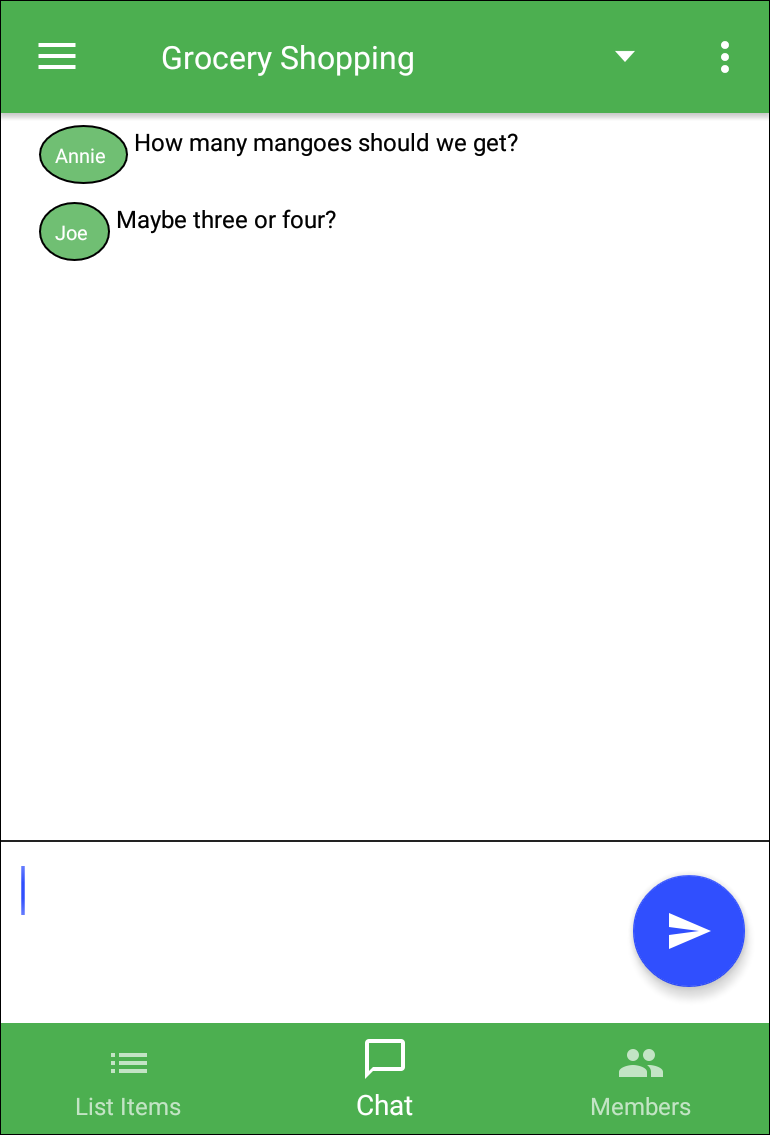 Grocery Shopping
Annie How many mangoes should we get?
Joe Maybe three or four?
List Items Chat Members